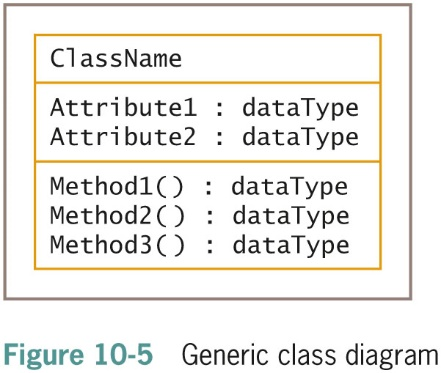 ClassName
Attribute1 : dataType
Attribute2 : dataType
Method1() : dataType
Method2() : dataType
Method3() : dataType
Figure 10-5 Generic class diagram